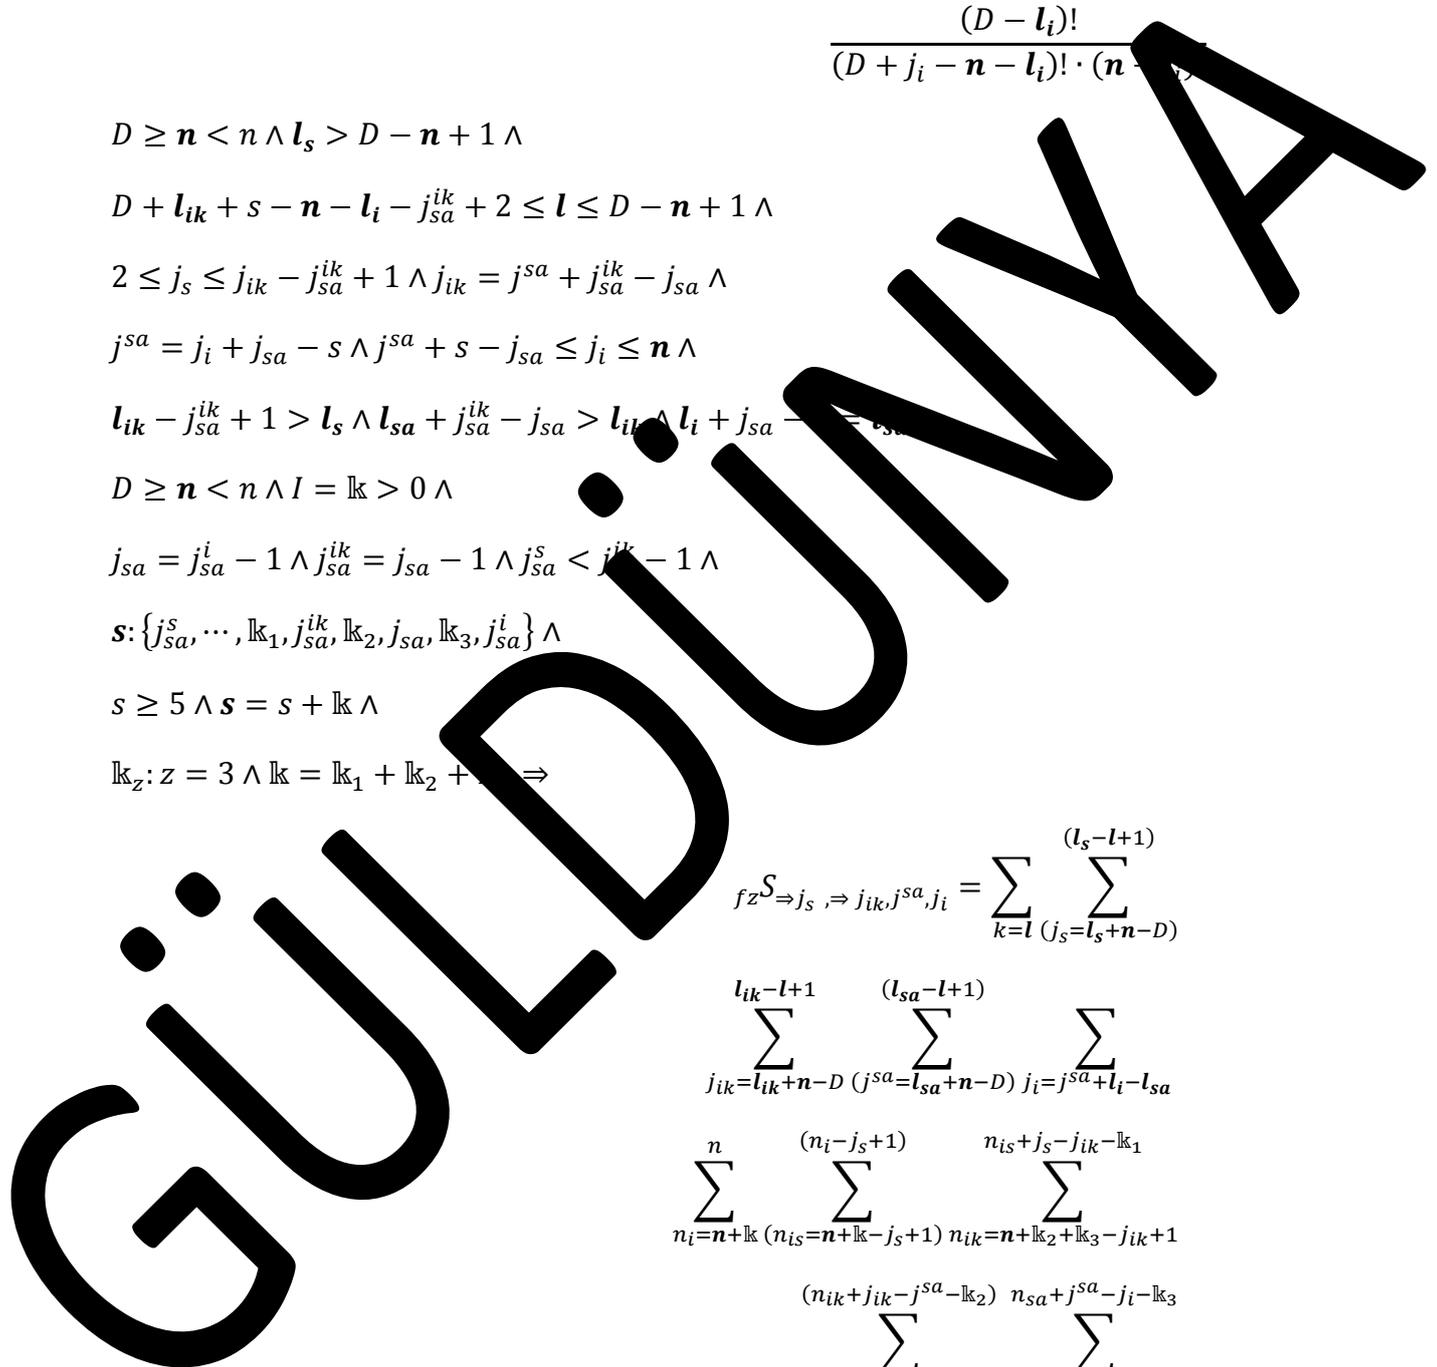 (D − l_i)!
(D + j_i − n − l_i)! · (n
D ≥ n < n ∧ l_s > D − n + 1 ∧
D + l_ik + s − n − l_i − j_sa^ik + 2 ≤ l ≤ D − n + 1 ∧
2 ≤ j_s ≤ j_ik − j_sa^ik + 1 ∧ j_ik = j^sa + j_sa^ik − j_sa ∧
j^sa = j_i + j_sa − s ∧ j^sa + s − j_sa ≤ j_i ≤ n ∧
l_ik − j_sa^ik + 1 > l_s ∧ l_sa + j_sa^ik − j_sa > l_ik ∧ l_i + j_sa − = l_sa
D ≥ n < n ∧ I = 𝕜 > 0 ∧
j_sa = j_sa^i − 1 ∧ j_sa^ik = j_sa − 1 ∧ j_sa^s < j^ik − 1 ∧
s: {j_sa^s, ⋯ , 𝕜_1, j_sa^ik, 𝕜_2, j_sa, 𝕜_3, j_sa^i} ∧
s ≥ 5 ∧ s = s + 𝕜 ∧
𝕜_z: z = 3 ∧ 𝕜 = 𝕜_1 + 𝕜_2 + ⇒
(l_s−l+1)
fzS⇒j_s ,⇒ j_ik,j^sa,j_i = ∑ ∑
k=l (j_s=l_s+n−D)
l_ik−l+1 (l_sa−l+1)
∑ ∑ ∑
j_ik=l_ik+n−D (j^sa=l_sa+n−D) j_i=j^sa+l_i−l_sa
n (n_i−j_s+1) n_is+j_s−j_ik−𝕜_1
∑ ∑ ∑
n_i=n+𝕜 (n_is=n+𝕜−j_s+1) n_ik=n+𝕜_2+𝕜_3−j_ik+1
(n_ik+j_ik−j^sa−𝕜_2) n_sa+j^sa−j_i−𝕜_3
∑ ∑
GÜLDÜNYA